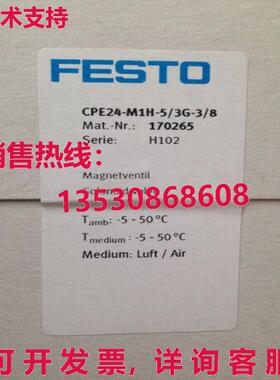 术支持
FESTO
CPE24-M1H-5/3G-3/8
Mat.-Nr.: 170265
Serie: H102
销售热线:
Magnetventil
13530868608
Tamb: -5 - 50 °C
Tmedium: -5 - 50 °C
Medium: Luft / Air
可开发票,详询客服